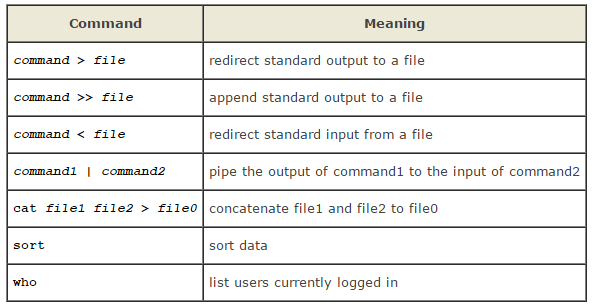 Command Meaning
command > file redirect standard output to a file
command >> file append standard output to a file
command < file redirect standard input from a file
command1 | command2 pipe the output of command1 to the input of command2
cat file1 file2 > file0 concatenate file1 and file2 to file0
sort sort data
who list users currently logged in